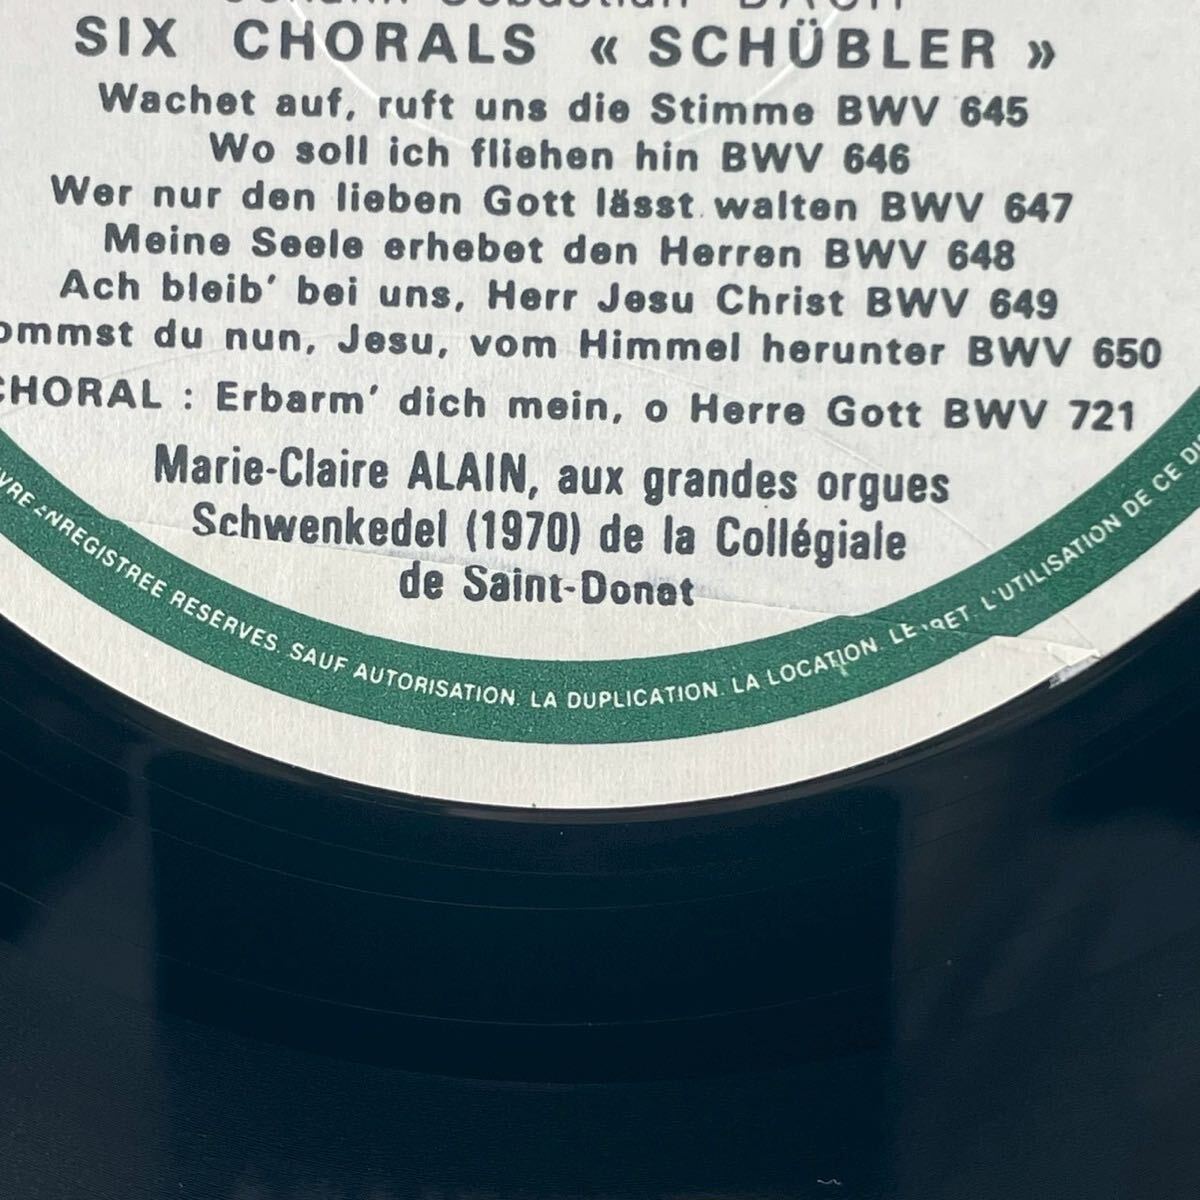 Johann Sebastian BACH
SIX CHORALS « SCHÜBLER »
Wachet auf, ruft uns die Stimme BWV 645
Wo soll ich fliehen hin BWV 646
Wer nur den lieben Gott lässt walten BWV 647
Meine Seele erhebet den Herren BWV 648
Ach bleib' bei uns, Herr Jesu Christ BWV 649
ommst du nun, Jesu, vom Himmel herunter BWV 650
CHORAL : Erbarm' dich mein, o Herre Gott BWV 721
Marie-Claire ALAIN, aux grandes orgues
Schwenkedel (1970) de la Collégiale
de Saint-Donat
ENREGISTREE RESERVES. SAUF AUTORISATION. LA DUPLICATION. LA LOCATION. LE PRET. L'UTILISATION DE CE